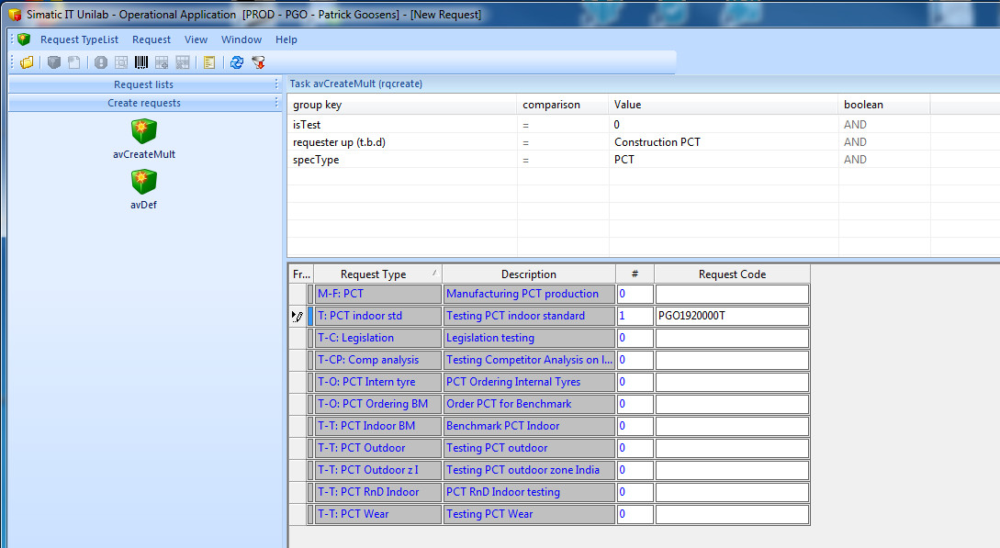 Simatic IT Unilab - Operational Application [PROD - PGO - Patrick Goosens] - [New Request]
Request TypeList Request View Window Help
Request lists
Create requests
avCreateMult
avDef
Task avCreateMult (rqcreate)
group key comparison Value boolean
isTest = 0 AND
requester up (t.b.d) = Construction PCT AND
specType = PCT AND
Fr... Request Type Description # Request Code
M-F: PCT Manufacturing PCT production 0
T: PCT indoor std Testing PCT indoor standard 1 PGO1920000T
T-C: Legislation Legislation testing 0
T-CP: Comp analysis Testing Competitor Analysis on I... 0
T-O: PCT Intern tyre PCT Ordering Internal Tyres 0
T-O: PCT Ordering BM Order PCT for Benchmark 0
T-T: PCT Indoor BM Benchmark PCT Indoor 0
T-T: PCT Outdoor Testing PCT outdoor 0
T-T: PCT Outdoor z I Testing PCT outdoor zone India 0
T-T: PCT RnD Indoor PCT RnD Indoor testing 0
T-T: PCT Wear Testing PCT Wear 0